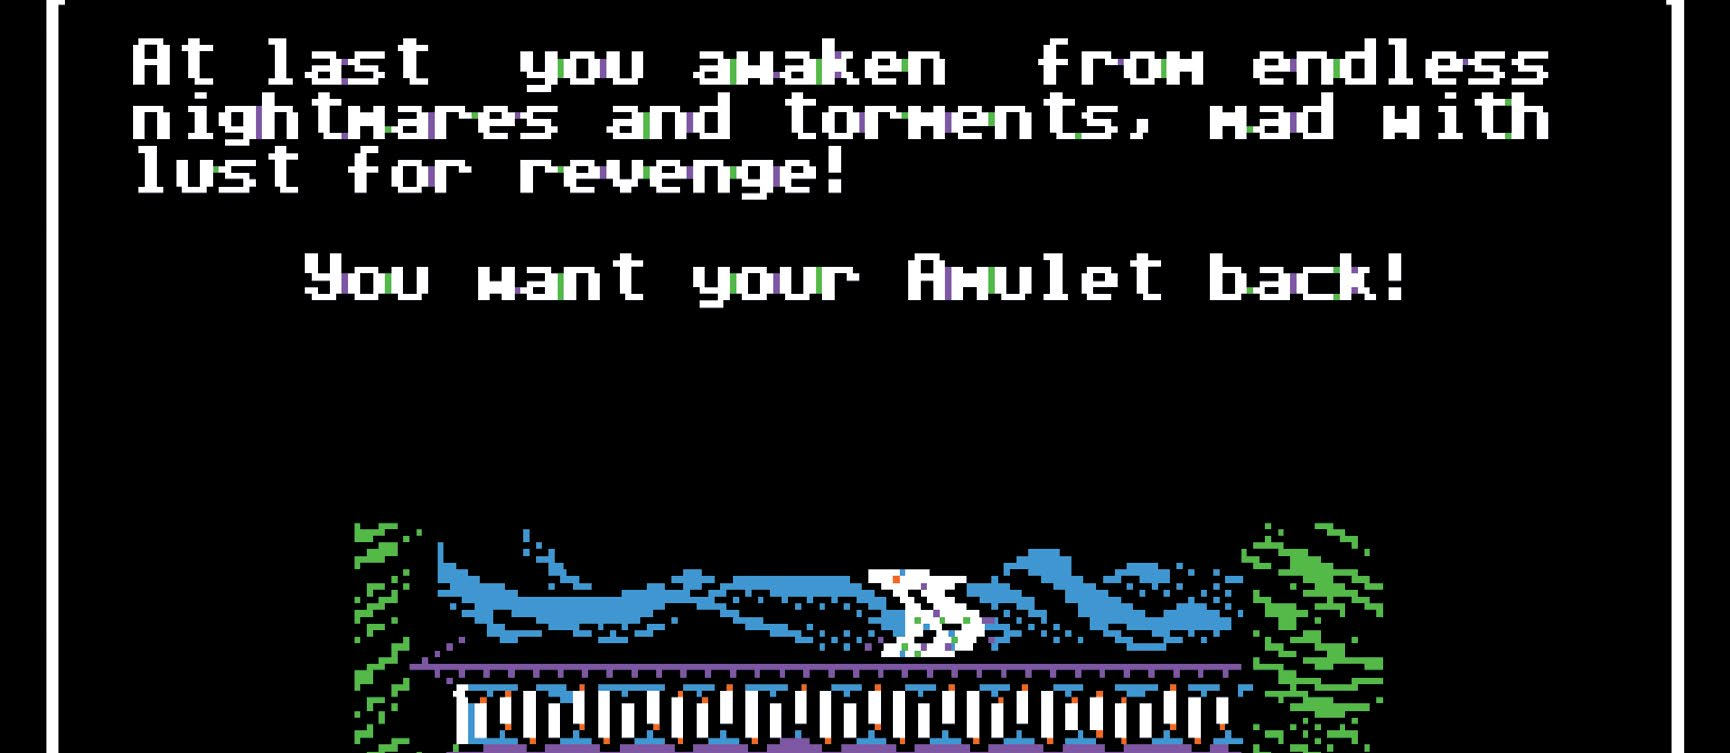 At last you awaken from endless
nightmares and torments, mad with
lust for revenge!
You want your Amulet back!